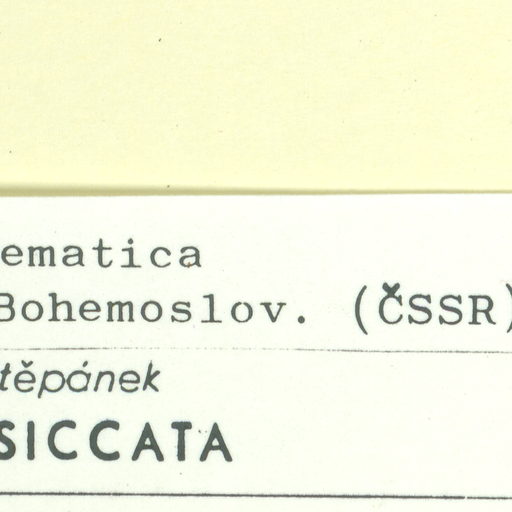 ematica
Bohemoslov. (ČSSR)
těpánek
SICCATA